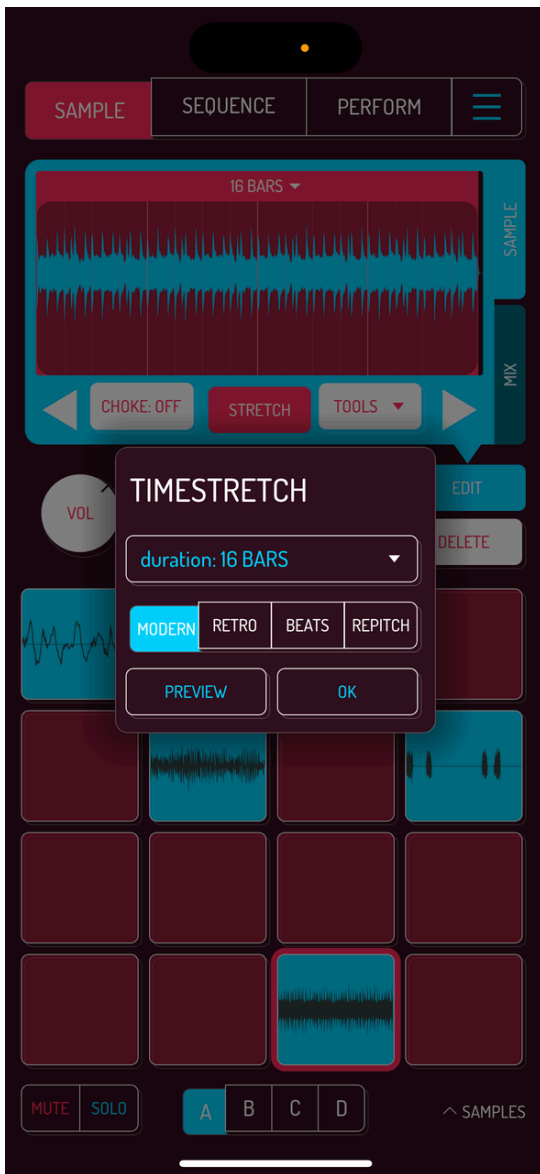 SAMPLE SEQUENCE PERFORM
16 BARS
SAMPLE
MIX
CHOKE: OFF STRETCH TOOLS
VOL
EDIT
DELETE
TIMESTRETCH
duration: 16 BARS
MODERN RETRO BEATS REPITCH
PREVIEW OK
MUTE SOLO A B C D SAMPLES